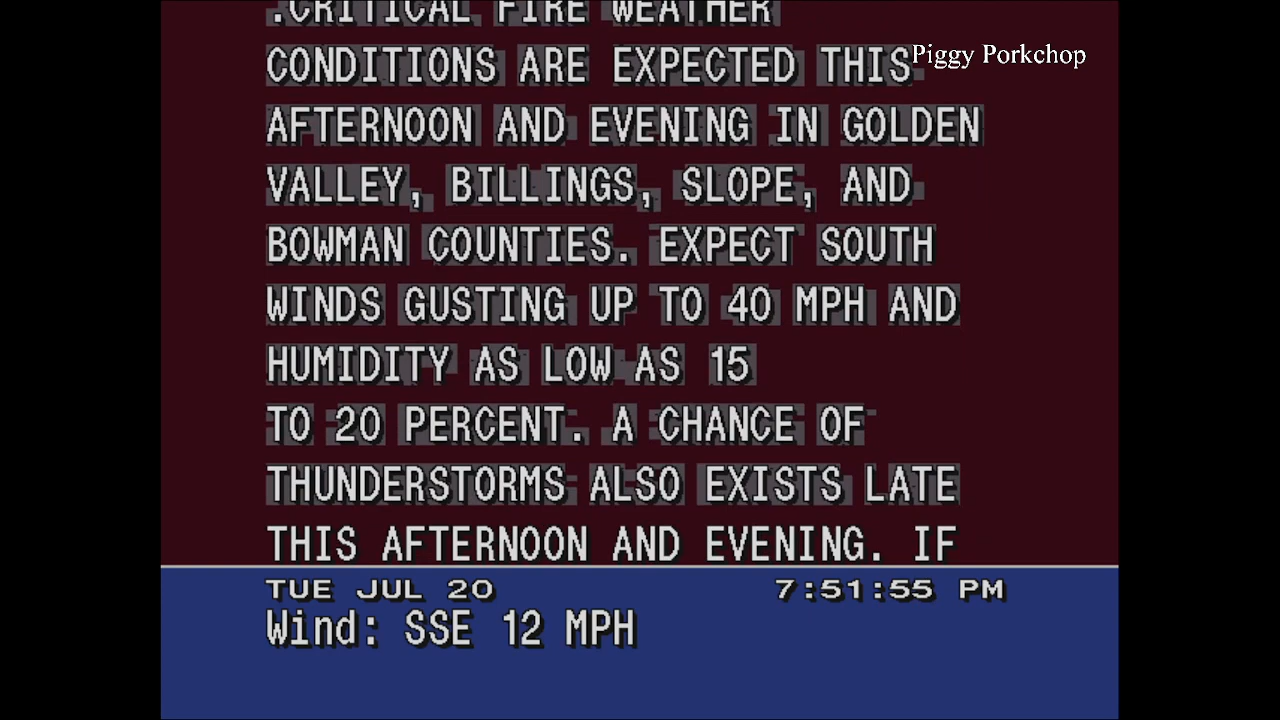 .CRITICAL FIRE WEATHER
CONDITIONS ARE EXPECTED THIS
Piggy Porkchop
AFTERNOON AND EVENING IN GOLDEN
VALLEY, BILLINGS, SLOPE, AND
BOWMAN COUNTIES. EXPECT SOUTH
WINDS GUSTING UP TO 40 MPH AND
HUMIDITY AS LOW AS 15
TO 20 PERCENT. A CHANCE OF
THUNDERSTORMS ALSO EXISTS LATE
THIS AFTERNOON AND EVENING. IF
TUE JUL 20 7:51:55 PM
Wind: SSE 12 MPH